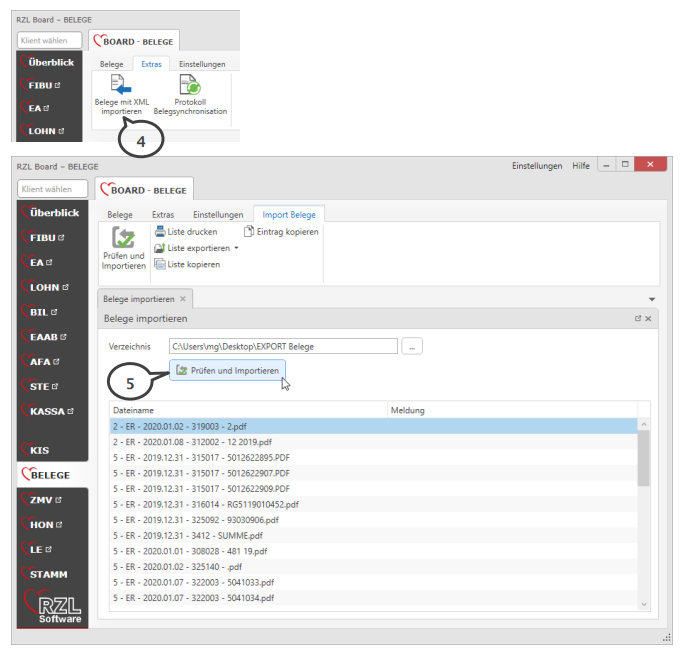 RZL Board – BELEGE
Klient wählen
BOARD - BELEGE
Überblick
Belege Extras Einstellungen
FIBU
EA
LOHN
Belege mit XML importieren
Protokoll Belegsynchronisation
4
RZL Board – BELEGE
Einstellungen Hilfe
Klient wählen
BOARD - BELEGE
Überblick
FIBU
EA
LOHN
BIL
EAAB
AFA
STE
KASSA
KIS
BELEGE
ZMV
HON
LE
STAMM
RZL
Software
Belege Extras Einstellungen Import Belege
Prüfen und
Importieren
Liste drucken
Liste exportieren
Liste kopieren
Eintrag kopieren
Belege importieren
Belege importieren
Verzeichnis C:\Users\mg\Desktop\EXPORT Belege ...
5
Prüfen und Importieren
Dateiname Meldung
2 - ER - 2020.01.02 - 319003 - 2.pdf
2 - ER - 2020.01.08 - 312002 - 12 2019.pdf
5 - ER - 2019.12.31 - 315017 - 5012622895.PDF
5 - ER - 2019.12.31 - 315017 - 5012622907.PDF
5 - ER - 2019.12.31 - 315017 - 5012622909.PDF
5 - ER - 2019.12.31 - 316014 - RG5119010452.pdf
5 - ER - 2019.12.31 - 325092 - 93030906.pdf
5 - ER - 2019.12.31 - 3412 - SUMME.pdf
5 - ER - 2020.01.01 - 308028 - 481 19.pdf
5 - ER - 2020.01.02 - 325140 - .pdf
5 - ER - 2020.01.07 - 322003 - 5041033.pdf
5 - ER - 2020.01.07 - 322003 - 5041034.pdf